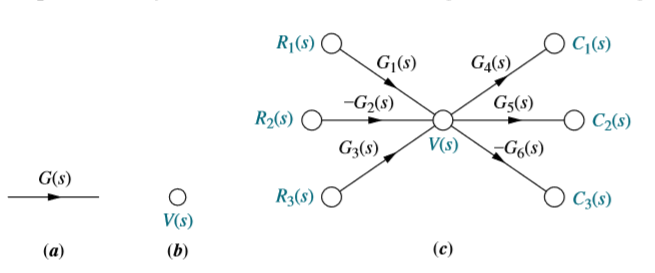 R₁(s)
G₁(s)
G₄(s)
C₁(s)
R₂(s)
–G₂(s)
G₅(s)
C₂(s)
G₃(s)
V(s)
–G₆(s)
G(s)
V(s)
R₃(s)
C₃(s)
(a)
(b)
(c)